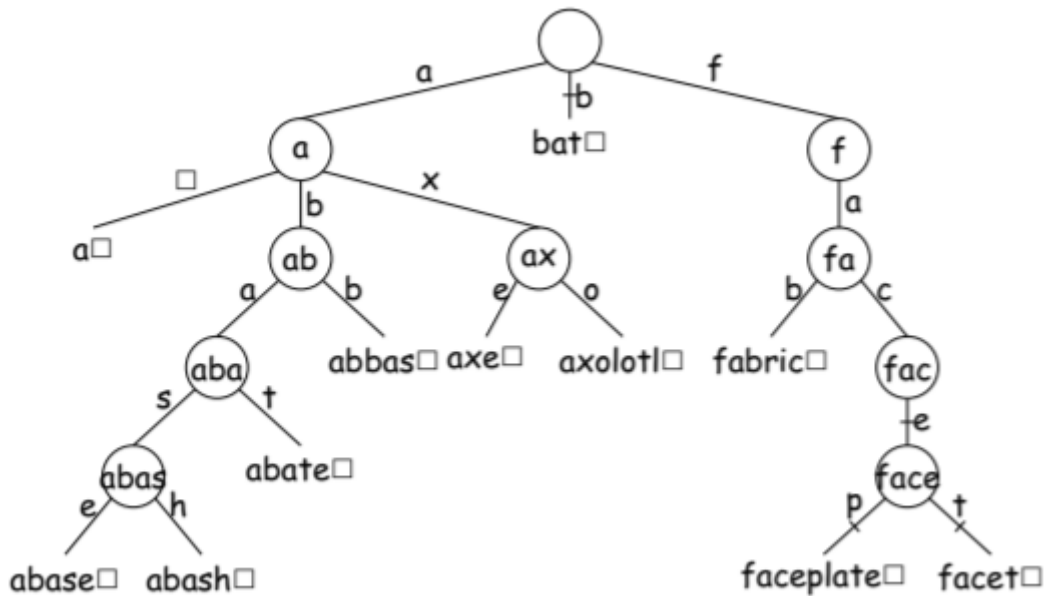 a b f
a bat□ f
□ b x a
a□ ab ax fa
a b e o b c
aba abbas□ axe□ axolotl□ fabric□ fac
s t e
abas abate□ face
e h p t
abase□ abash□ faceplate□ facet□